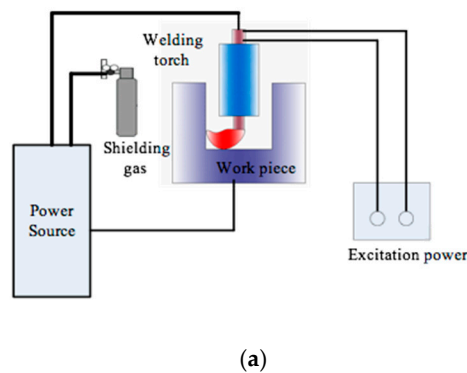 Welding
torch
Shielding
gas
Work piece
Power
Source
Excitation power
(a)